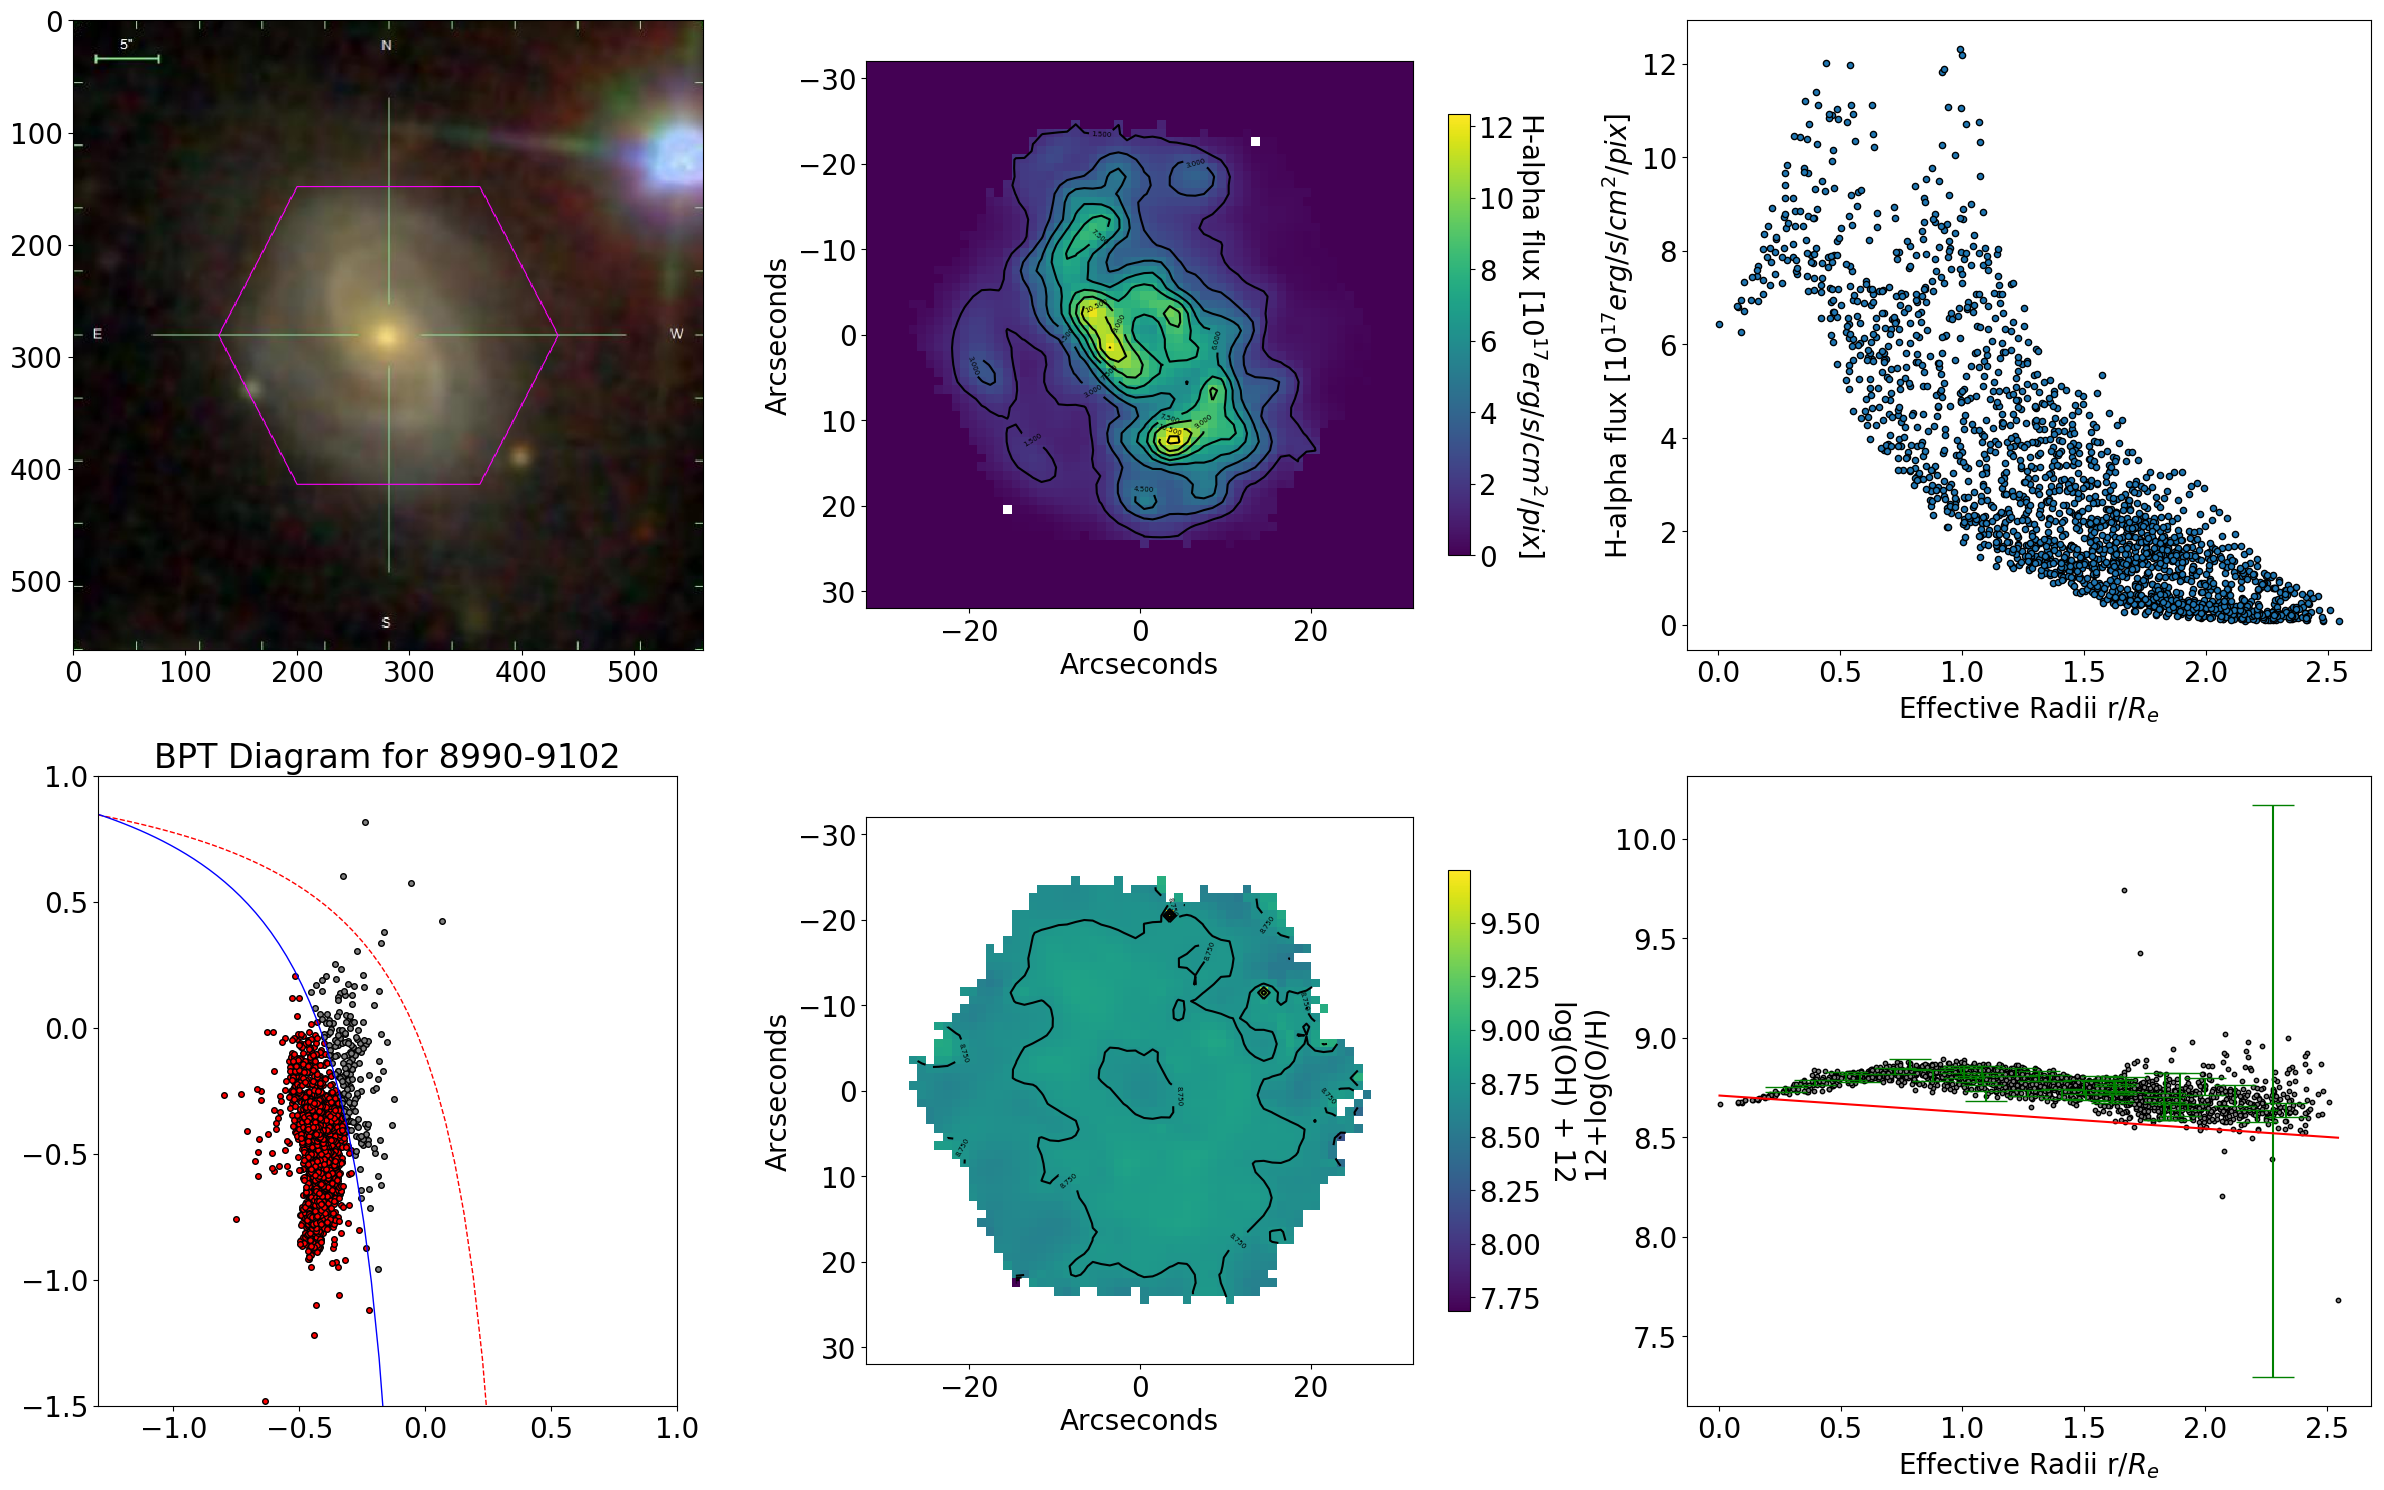 0
100
200
300
400
500
0 100 200 300 400 500
5"
N
E
W
S
−30
−20
−10
0
10
20
30
Arcseconds
−20 0 20
Arcseconds
12
10
8
6
4
2
0
H-alpha flux [10^17 erg/s/cm^2/pix]
H-alpha flux [10^17 erg/s/cm^2/pix]
12
10
8
6
4
2
0
0.0 0.5 1.0 1.5 2.0 2.5
Effective Radii r/R_e
BPT Diagram for 8990-9102
1.0
0.5
0.0
−0.5
−1.0
−1.5
−1.0 −0.5 0.0 0.5 1.0
−30
−20
−10
0
10
20
30
Arcseconds
−20 0 20
Arcseconds
9.50
9.25
9.00
8.75
8.50
8.25
8.00
7.75
log(OH) + 12
12+log(O/H)
10.0
9.5
9.0
8.5
8.0
7.5
0.0 0.5 1.0 1.5 2.0 2.5
Effective Radii r/R_e